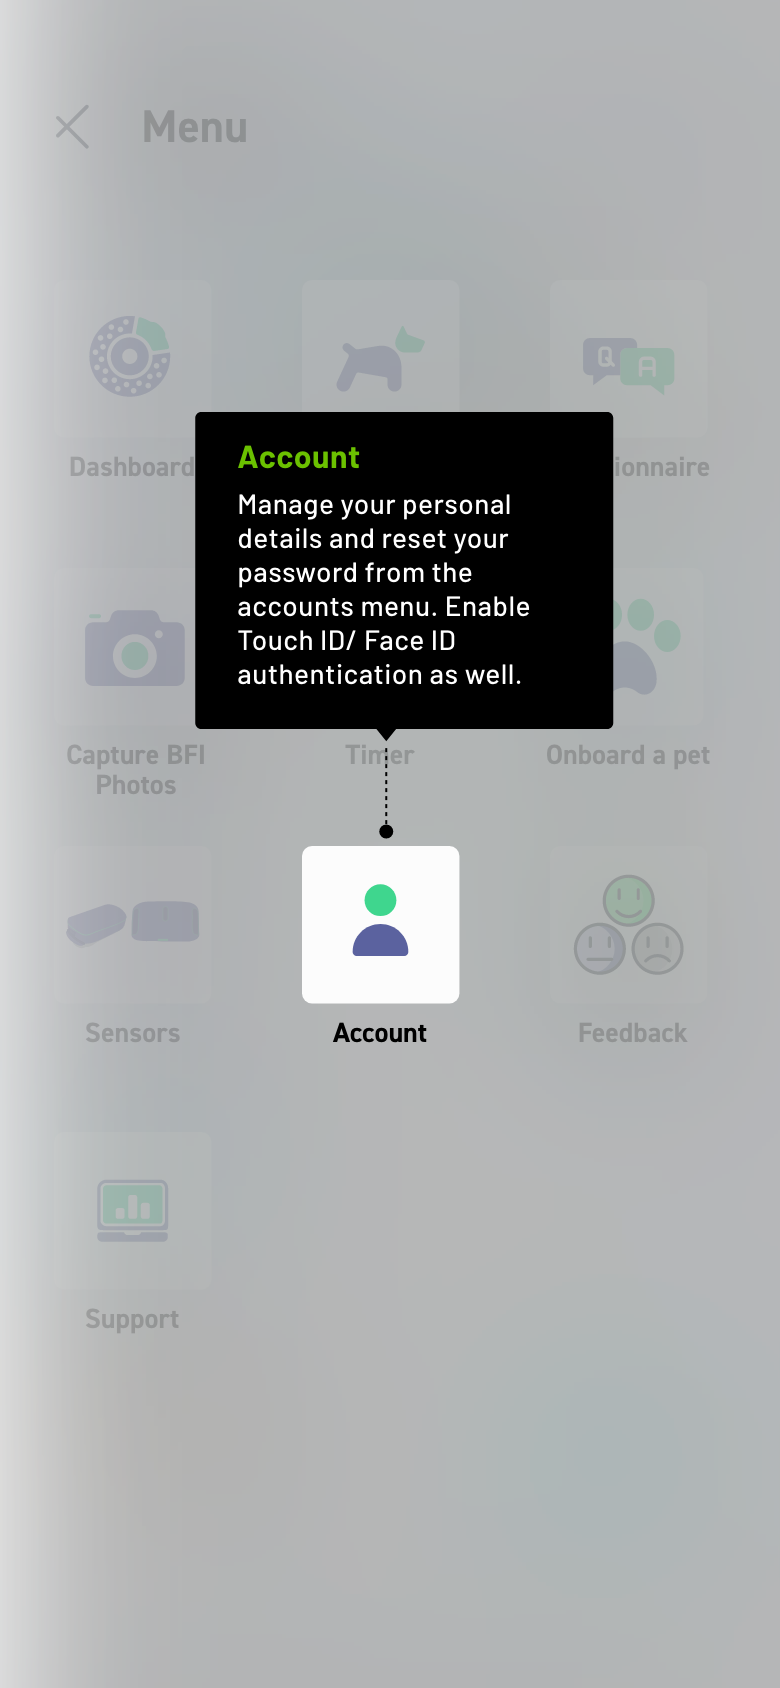 Menu
Q A
Dashboard
ionnaire
Account
Manage your personal
details and reset your
password from the
accounts menu. Enable
Touch ID/ Face ID
authentication as well.
Capture BFI
Photos
Timer
Onboard a pet
Sensors
Account
Feedback
Support